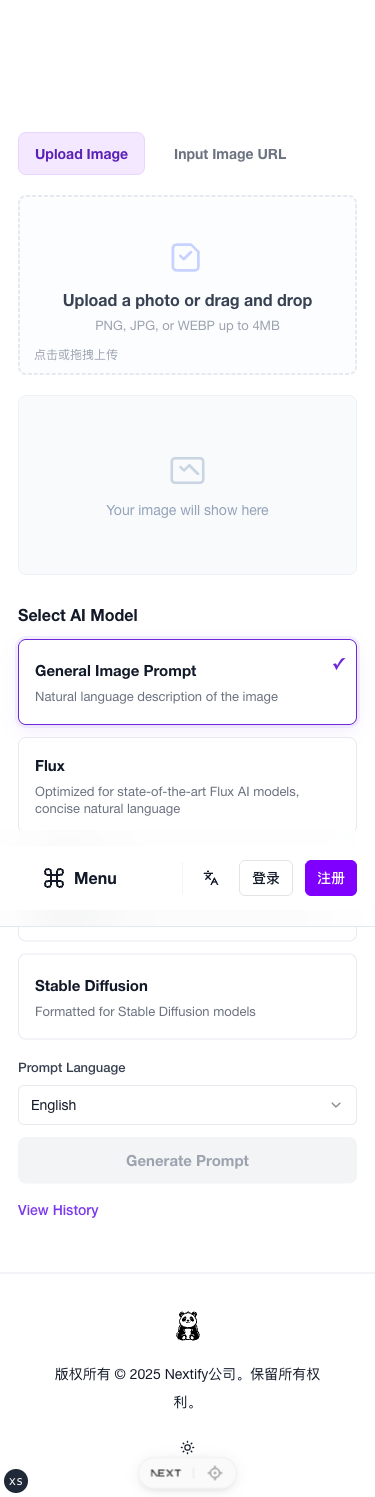 Upload Image
Input Image URL
Upload a photo or drag and drop
PNG, JPG, or WEBP up to 4MB
点击或拖拽上传
Your image will show here
Select AI Model
General Image Prompt
✓
Natural language description of the image
Flux
Optimized for state-of-the-art Flux AI models,
concise natural language
Menu
登录
注册
Stable Diffusion
Formatted for Stable Diffusion models
Prompt Language
English
Generate Prompt
View History
版权所有 © 2025 Nextify公司。保留所有权
利。
NEXT
xs